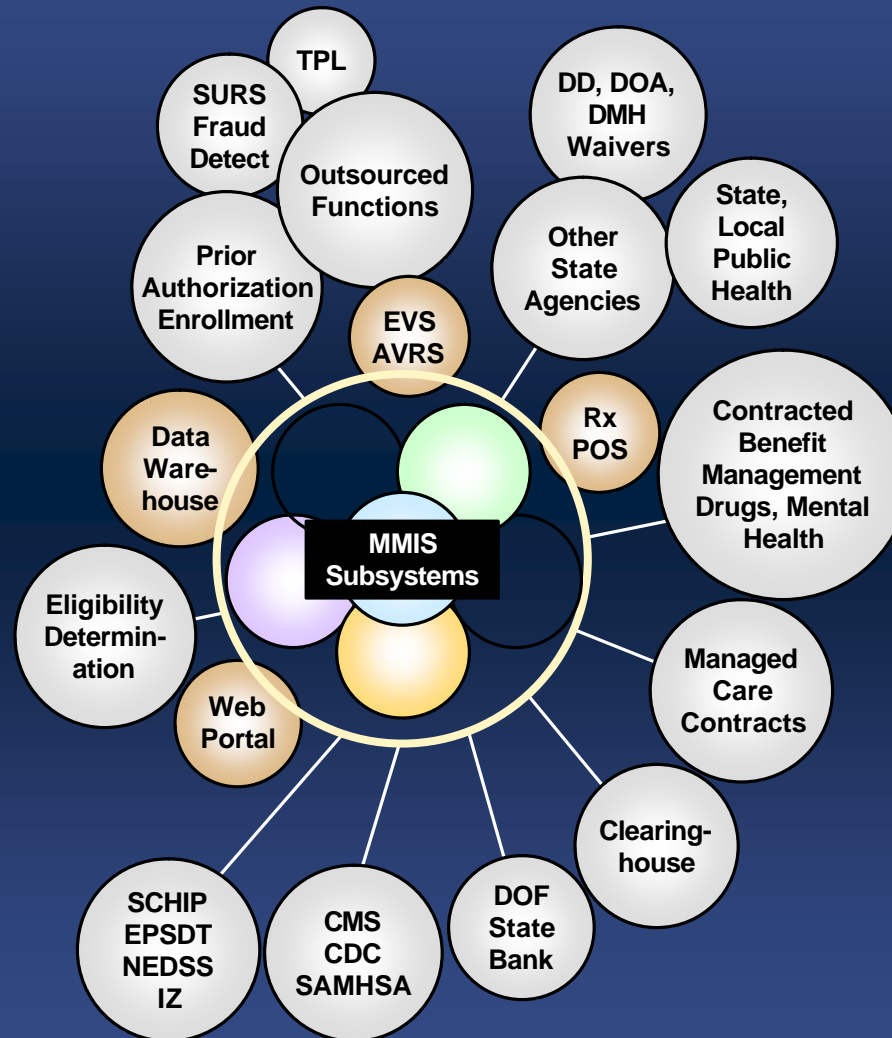 TPL
SURS
Fraud
Detect
Outsourced
Functions
Prior
Authorization
Enrollment
EVS
AVRS
DD, DOA,
DMH
Waivers
Other
State
Agencies
State,
Local
Public
Health
Rx
POS
Contracted
Benefit
Management
Drugs, Mental
Health
Data
Ware-
house
MMIS
Subsystems
Eligibility
Determin-
ation
Web
Portal
Managed
Care
Contracts
Clearing-
house
SCHIP
EPSDT
NEDSS
IZ
CMS
CDC
SAMHSA
DOF
State
Bank